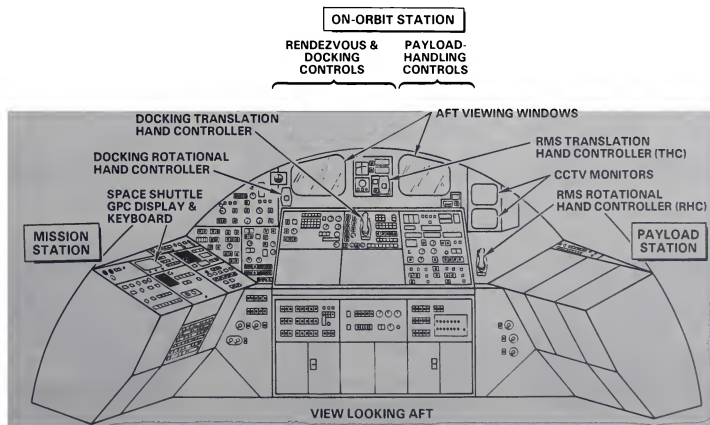 ON-ORBIT STATION
RENDEZVOUS &
DOCKING
CONTROLS
PAYLOAD-
HANDLING
CONTROLS
DOCKING TRANSLATION
HAND CONTROLLER
AFT VIEWING WINDOWS
DOCKING ROTATIONAL
HAND CONTROLLER
RMS TRANSLATION
HAND CONTROLLER (THC)
CCTV MONITORS
SPACE SHUTTLE
GPC DISPLAY &
KEYBOARD
RMS ROTATIONAL
HAND CONTROLLER (RHC)
MISSION
STATION
PAYLOAD
STATION
VIEW LOOKING AFT